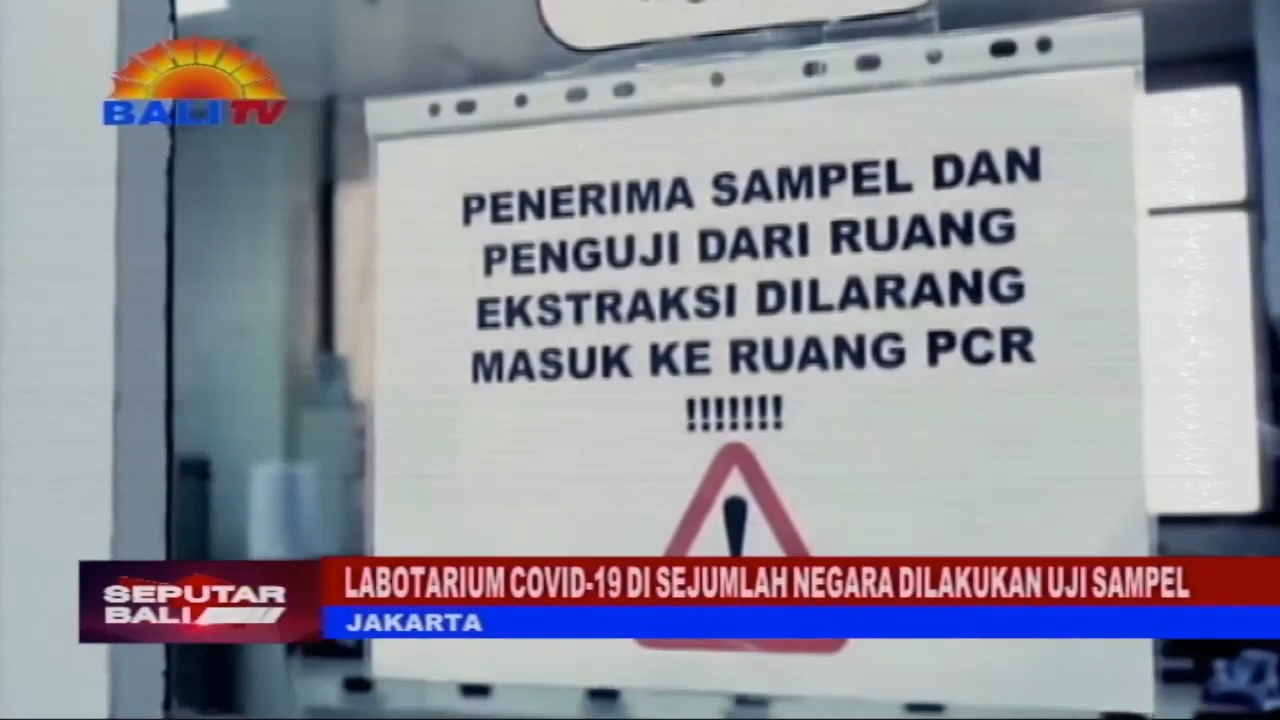 BALI TV
PENERIMA SAMPEL DAN
PENGUJI DARI RUANG
EKSTRAKSI DILARANG
MASUK KE RUANG PCR
!!!!!!!
!
SEPUTAR
BALI
LABOTARIUM COVID-19 DI SEJUMLAH NEGARA DILAKUKAN UJI SAMPEL
JAKARTA